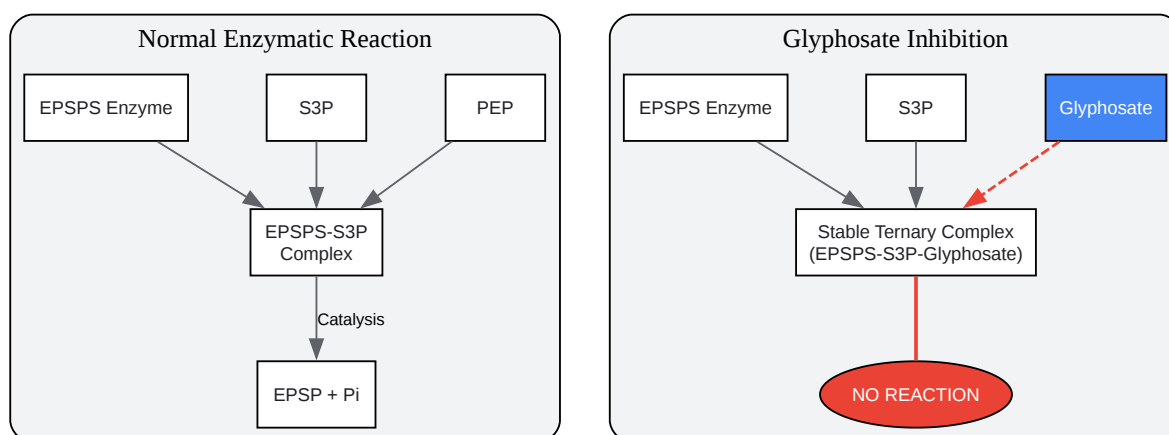 Normal Enzymatic Reaction
EPSPS Enzyme
S3P
PEP
EPSPS-S3P
Complex
Catalysis
EPSP + Pi
Glyphosate Inhibition
EPSPS Enzyme
S3P
Glyphosate
Stable Ternary Complex
(EPSPS-S3P-Glyphosate)
NO REACTION